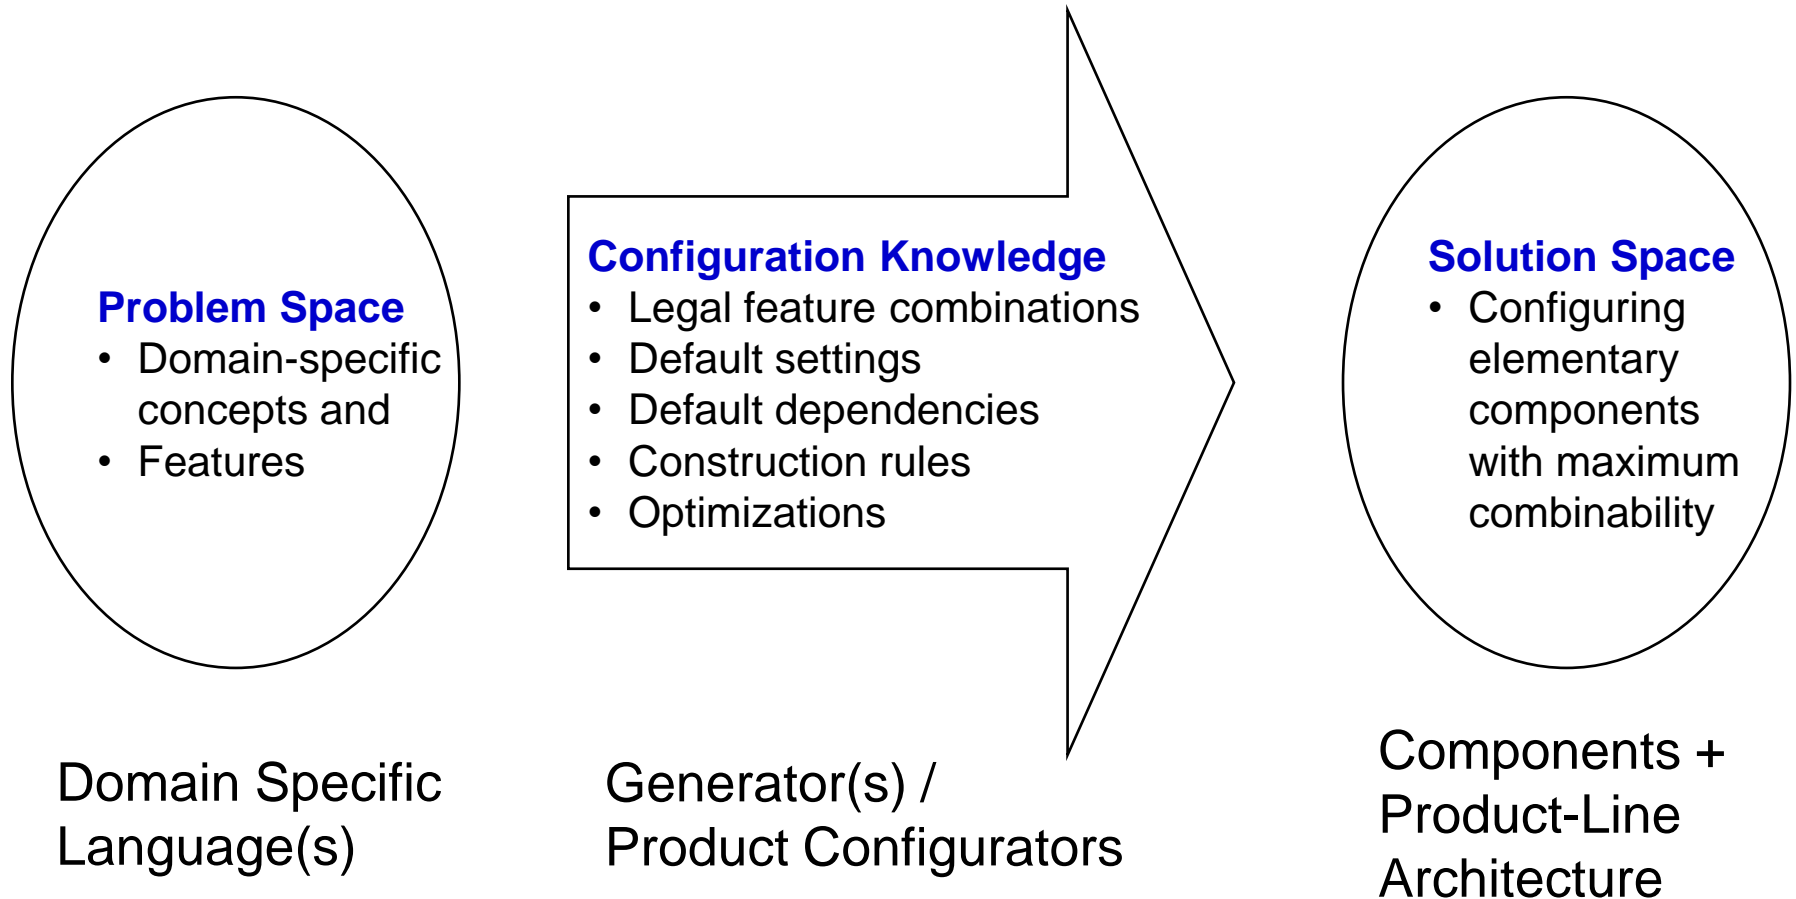 Problem Space
• Domain-specific
concepts and
• Features
Configuration Knowledge
• Legal feature combinations
• Default settings
• Default dependencies
• Construction rules
• Optimizations
Solution Space
• Configuring
elementary
components
with maximum
combinability
Domain Specific
Language(s)
Generator(s) /
Product Configurators
Components +
Product-Line
Architecture